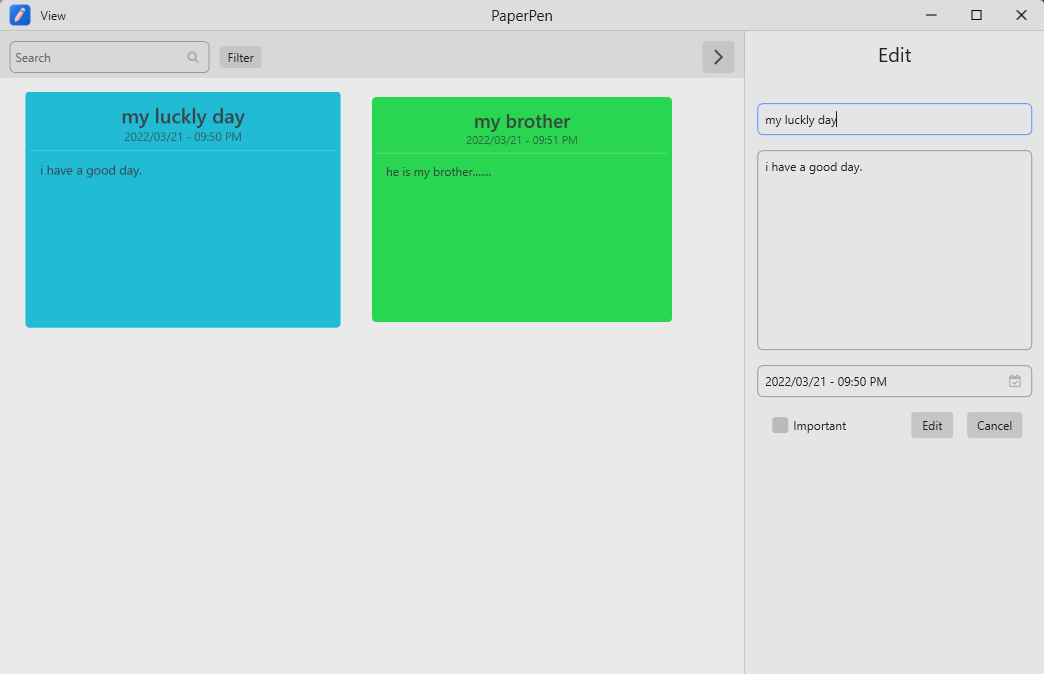 View
PaperPen
Search
Filter
my luckly day
2022/03/21 - 09:50 PM
i have a good day.
my brother
2022/03/21 - 09:51 PM
he is my brother.......
Edit
my luckly day
i have a good day.
2022/03/21 - 09:50 PM
Important
Edit
Cancel